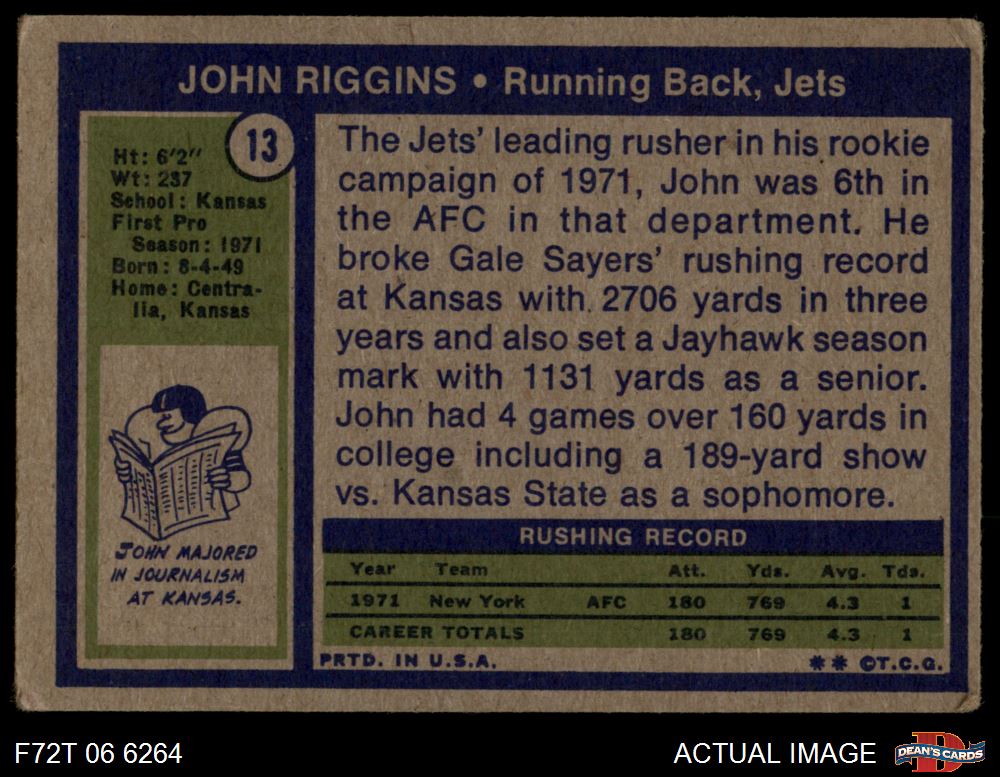 JOHN RIGGINS • Running Back, Jets
13
Ht: 6'2"
Wt: 237
School: Kansas
First Pro
Season: 1971
Born: 8-4-49
Home: Centra-
lia, Kansas
JOHN MAJORED
IN JOURNALISM
AT KANSAS.
The Jets' leading rusher in his rookie
campaign of 1971, John was 6th in
the AFC in that department. He
broke Gale Sayers' rushing record
at Kansas with 2706 yards in three
years and also set a Jayhawk season
mark with 1131 yards as a senior.
John had 4 games over 160 yards in
college including a 189-yard show
vs. Kansas State as a sophomore.
RUSHING RECORD
Year Team Att. Yds. Avg. Tds.
1971 New York AFC 180 769 4.3 1
CAREER TOTALS 180 769 4.3 1
PRTD. IN U.S.A. ** ©T.C.G.
F72T 06 6264 ACTUAL IMAGE D DEAN'S CARDS